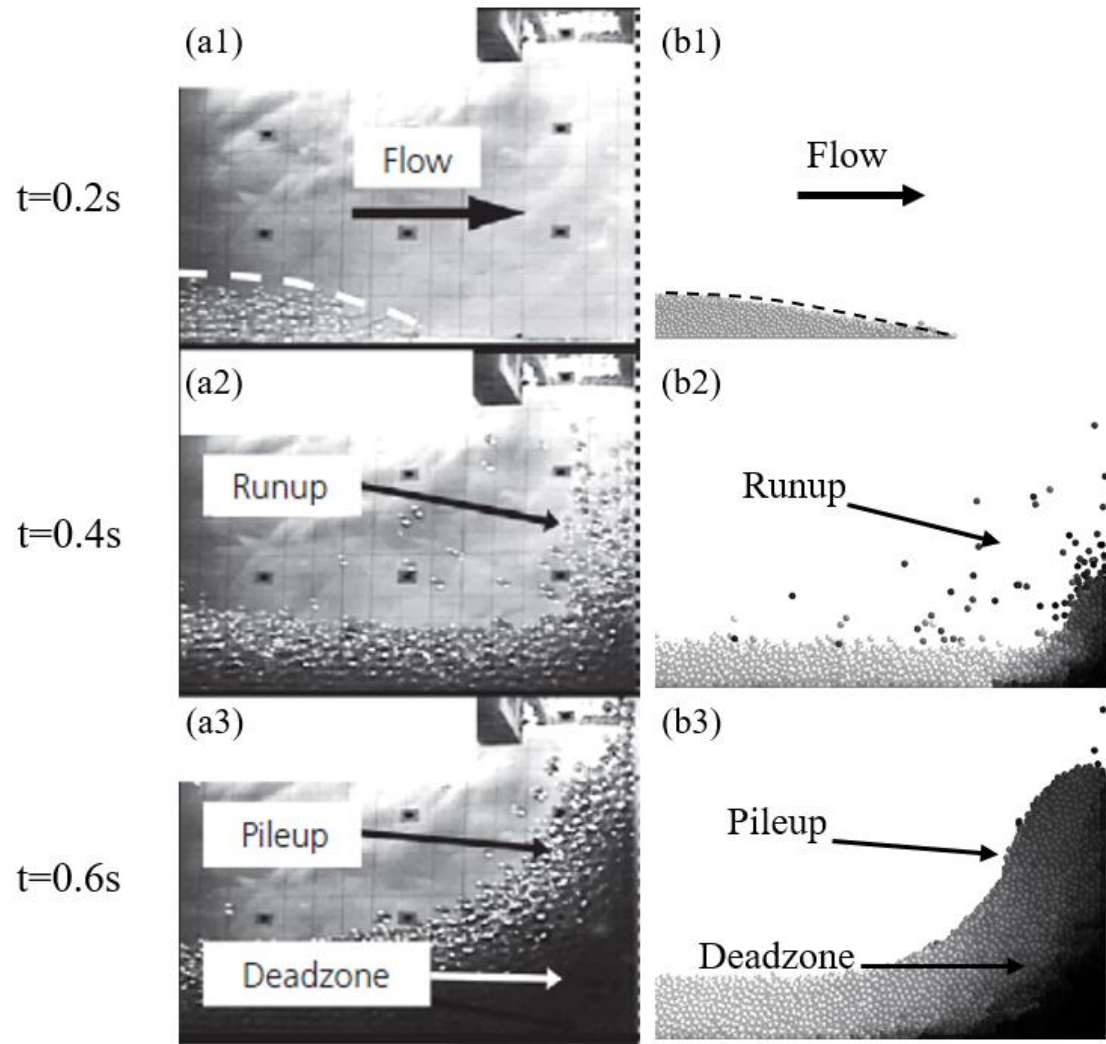 (a1)
(b1)
Flow
Flow
t=0.2s
(a2)
(b2)
Runup
Runup
t=0.4s
(a3)
(b3)
Pileup
Pileup
t=0.6s
Deadzone
Deadzone